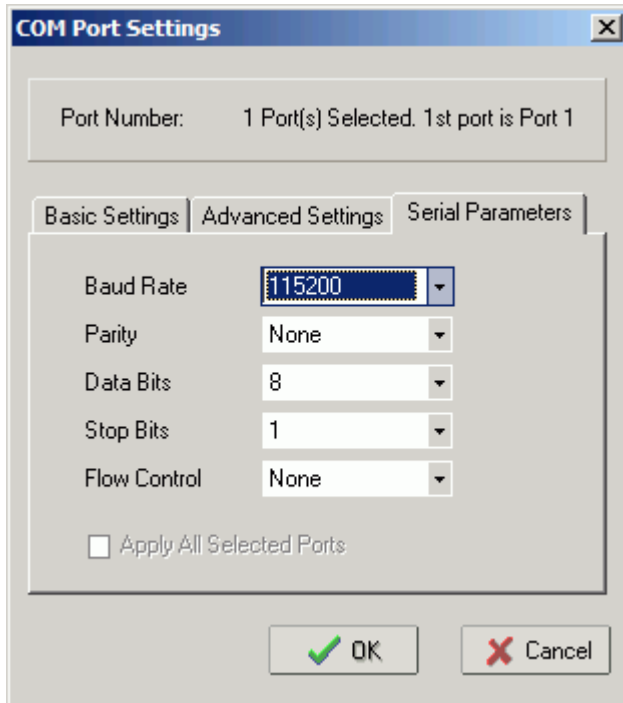 COM Port Settings
Port Number: 1 Port(s) Selected. 1st port is Port 1
Basic Settings Advanced Settings Serial Parameters
Baud Rate 115200
Parity None
Data Bits 8
Stop Bits 1
Flow Control None
Apply All Selected Ports
OK Cancel